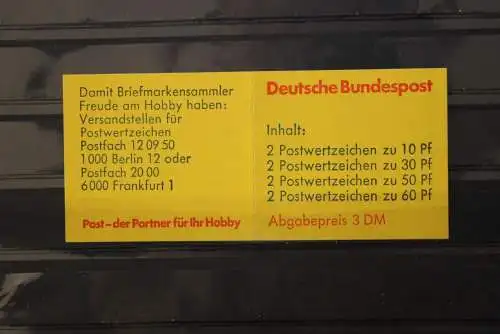 Damit Briefmarkensammler
Freude am Hobby haben:
Versandstellen für
Postwertzeichen
Postfach 12 09 50
1000 Berlin 12 oder
Postfach 20 00
6000 Frankfurt 1
Post – der Partner für Ihr Hobby
Deutsche Bundespost
Inhalt:
2 Postwertzeichen zu 10 Pf
2 Postwertzeichen zu 30 Pf
2 Postwertzeichen zu 50 Pf
2 Postwertzeichen zu 60 Pf
Abgabepreis 3 DM